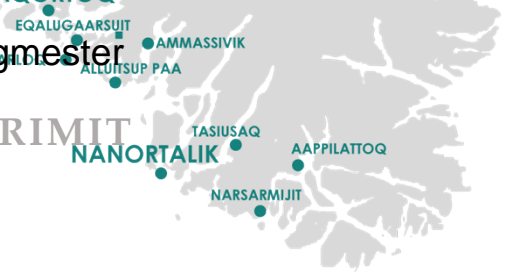 EQALUGAARSUIT
gmester
AMMASSIVIK
ALLUITSUP PAA
RIMIT
TASIUSAQ
AAPPILATTOQ
NANORTALIK
NARSARMIJIT